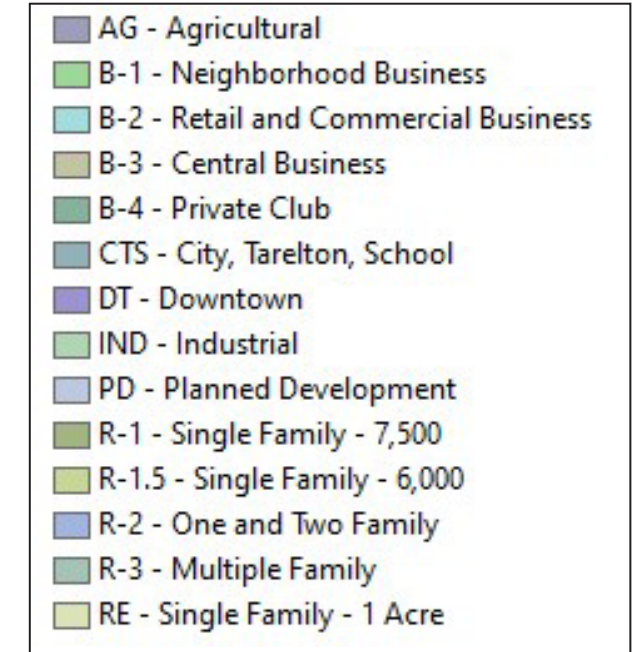 AG - Agricultural
B-1 - Neighborhood Business
B-2 - Retail and Commercial Business
B-3 - Central Business
B-4 - Private Club
CTS - City, Tarelton, School
DT - Downtown
IND - Industrial
PD - Planned Development
R-1 - Single Family - 7,500
R-1.5 - Single Family - 6,000
R-2 - One and Two Family
R-3 - Multiple Family
RE - Single Family - 1 Acre